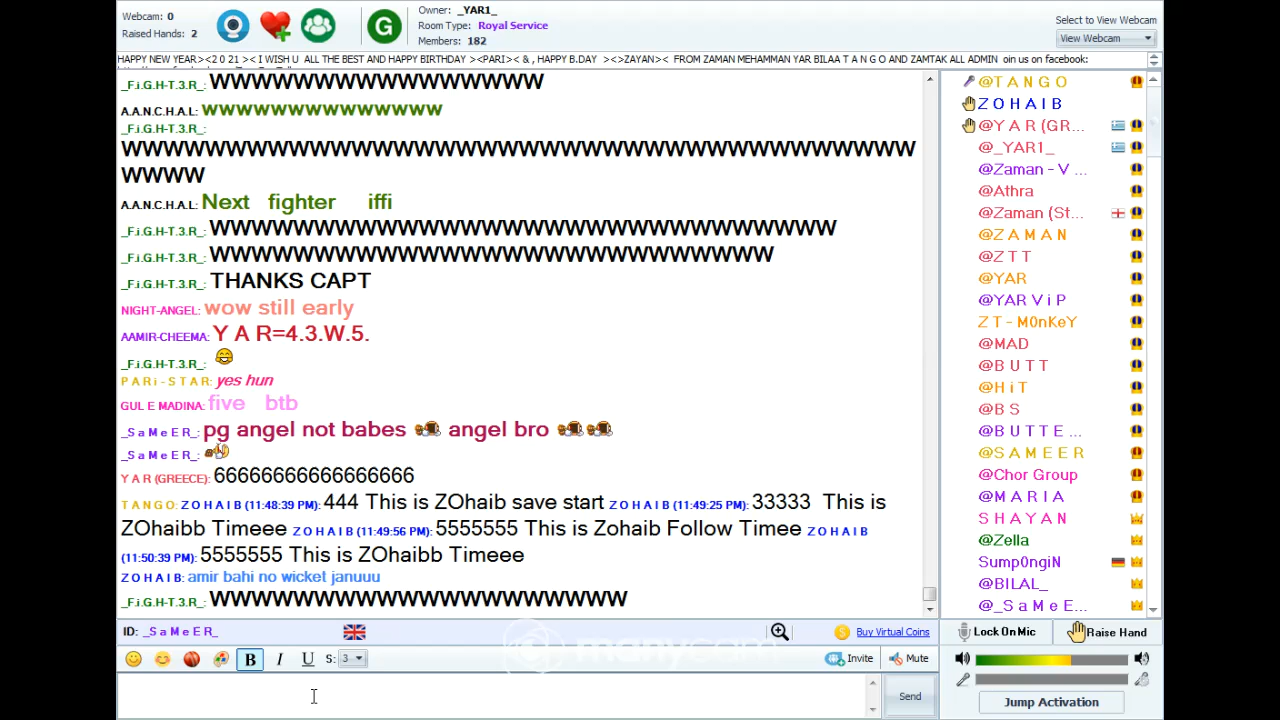 Webcam: 0
Raised Hands: 2
G
Owner: _YAR1_
Room Type: Royal Service
Members: 182
Select to View Webcam
View Webcam
HAPPY NEW YEAR><2 0 21 >< I WISH U ALL THE BEST AND HAPPY BIRTHDAY ><PARI>< & , HAPPY B.DAY ><>ZAYAN>< FROM ZAMAN MEHAMMAN YAR BILAA T A N G O AND ZAMTAK ALL ADMIN oin us on facebook:
_F.i.G.H-T.3.R_: WWWWWWWWWWWWWWWW
A.A.N.C.H.A.L: wwwwwwwwwwwwww
_F.i.G.H-T.3.R_:
WWWWWWWWWWWWWWWWWWWWWWWWWWWWWWWWWWWWWW
WWWW
A.A.N.C.H.A.L: Next fighter iffi
_F.i.G.H-T.3.R_: WWWWWWWWWWWWWWWWWWWWWWWWWWWWWW
_F.i.G.H-T.3.R_: WWWWWWWWWWWWWWWWWWWWWWWWWWW
_F.i.G.H-T.3.R_: THANKS CAPT
NIGHT-ANGEL: wow still early
AAMIR-CHEEMA: Y A R=4.3.W.5.
_F.i.G.H-T.3.R_:
P A R i - S T A R: yes hun
GUL E MADINA: five btb
_S a M e E R_: pg angel not babes angel bro
_S a M e E R_:
Y A R (GREECE): 66666666666666666
T A N G O: Z O H A I B (11:48:39 PM): 444 This is ZOhaib save start Z O H A I B (11:49:25 PM): 33333 This is
ZOhaibb Timeee Z O H A I B (11:49:56 PM): 5555555 This is Zohaib Follow Timee Z O H A I B
(11:50:39 PM): 5555555 This is ZOhaibb Timeee
Z O H A I B: amir bahi no wicket januuu
_F.i.G.H-T.3.R_: WWWWWWWWWWWWWWWWWWWW
@T A N G O
Z O H A I B
@Y A R (GR...
@_YAR1_
@Zaman - V ...
@Athra
@Zaman (St...
@Z A M A N
@Z T T
@YAR
@YAR V i P
Z T - M0nKeY
@MAD
@B U T T
@H i T
@B S
@B U T T E ...
@S A M E E R
@Chor Group
@M A R I A
S H A Y A N
@Zella
Sump0ngiN
@BILAL_
@_S a M e E...
ID: _S a M e E R_
Buy Virtual Coins
Lock On Mic
Raise Hand
B I U S: 3
manycam
Invite
Mute
Send
Jump Activation